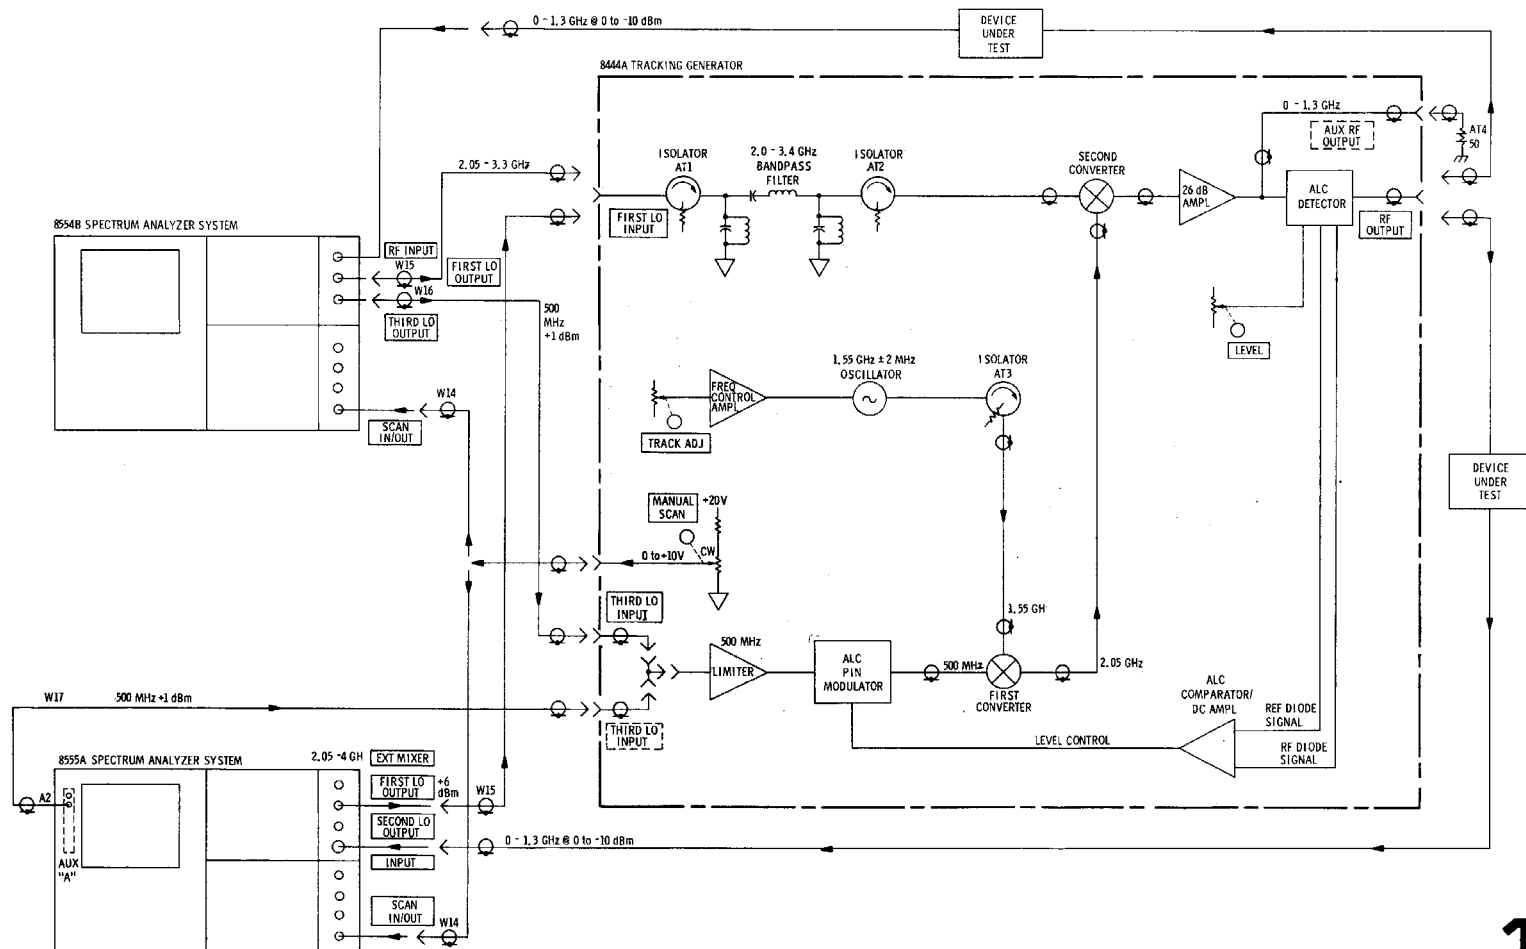 0 - 1.3 GHz @ 0 to -10 dBm
DEVICE
UNDER
TEST
8444A TRACKING GENERATOR
0 - 1.3 GHz
AUX RF
OUTPUT
AT4
50
2.05 - 3.3 GHz
ISOLATOR
AT1
2.0 - 3.4 GHz
BANDPASS
FILTER
ISOLATOR
AT2
SECOND
CONVERTER
26 dB
AMPL
ALC
DETECTOR
RF
OUTPUT
FIRST LO
INPUT
8554B SPECTRUM ANALYZER SYSTEM
RF INPUT
W15
FIRST LO
OUTPUT
W16
THIRD LO
OUTPUT
500
MHz
+1 dBm
LEVEL
W14
SCAN
IN/OUT
FREQ
CONTROL
AMPL
1.55 GHz ± 2 MHz
OSCILLATOR
ISOLATOR
AT3
TRACK ADJ
DEVICE
UNDER
TEST
MANUAL
SCAN
+20V
CW
0 to +10V
THIRD LO
INPUT
1.55 GH
500 MHz
LIMITER
ALC
PIN
MODULATOR
500 MHz
FIRST
CONVERTER
2.05 GHz
W17
500 MHz +1 dBm
THIRD LO
INPUT
ALC
COMPARATOR/
DC AMPL
REF DIODE
SIGNAL
RF DIODE
SIGNAL
LEVEL CONTROL
8555A SPECTRUM ANALYZER SYSTEM
2.05 -4 GH
EXT MIXER
FIRST LO
OUTPUT
+6
dBm
W15
A2
SECOND LO
OUTPUT
0 - 1.3 GHz @ 0 to -10 dBm
INPUT
AUX
"A"
SCAN
IN/OUT
W14
1